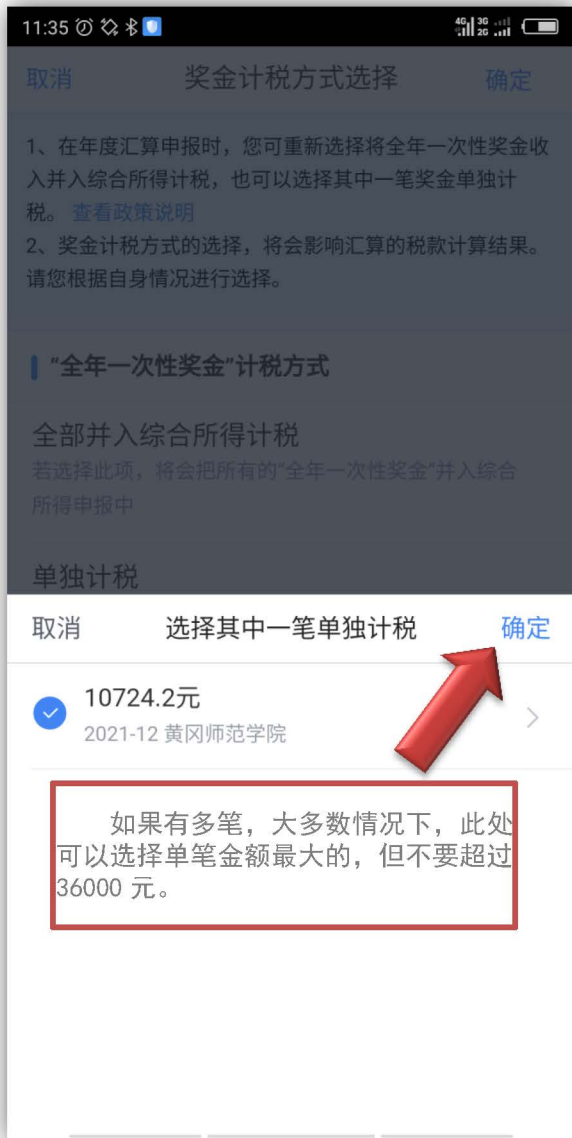 11:35
4G 3G 2G
取消 奖金计税方式选择 确定
1、在年度汇算申报时，您可重新选择将全年一次性奖金收
入并入综合所得计税，也可以选择其中一笔奖金单独计
税。 查看政策说明
2、奖金计税方式的选择，将会影响汇算的税款计算结果。
请您根据自身情况进行选择。
“全年一次性奖金”计税方式
全部并入综合所得计税
若选择此项，将会把所有的“全年一次性奖金”并入综合
所得申报中
单独计税
取消 选择其中一笔单独计税 确定
10724.2元
2021-12 黄冈师范学院
如果有多笔，大多数情况下，此处
可以选择单笔金额最大的，但不要超过
36000 元。